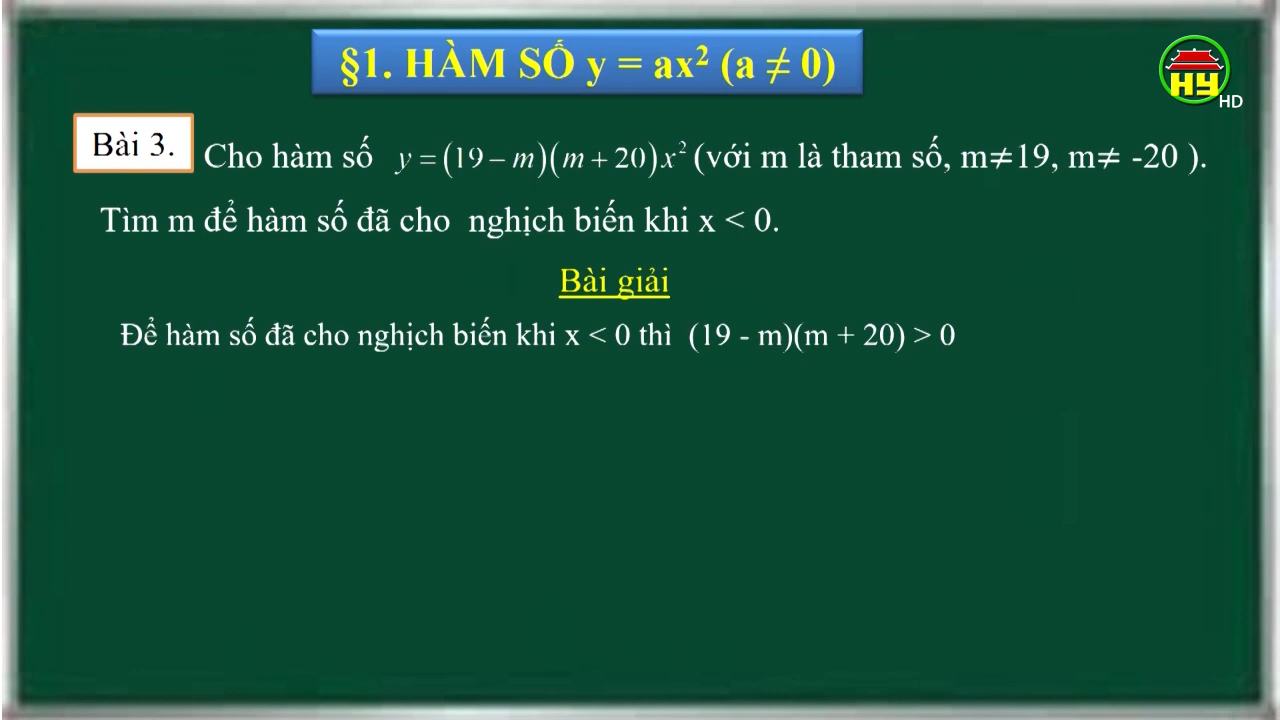 §1. HÀM SỐ y = ax² (a ≠ 0)
HY HD
Bài 3. Cho hàm số y = (19 − m)(m + 20)x² (với m là tham số, m≠19, m≠ -20 ).
Tìm m để hàm số đã cho nghịch biến khi x < 0.
Bài giải
Để hàm số đã cho nghịch biến khi x < 0 thì (19 - m)(m + 20) > 0